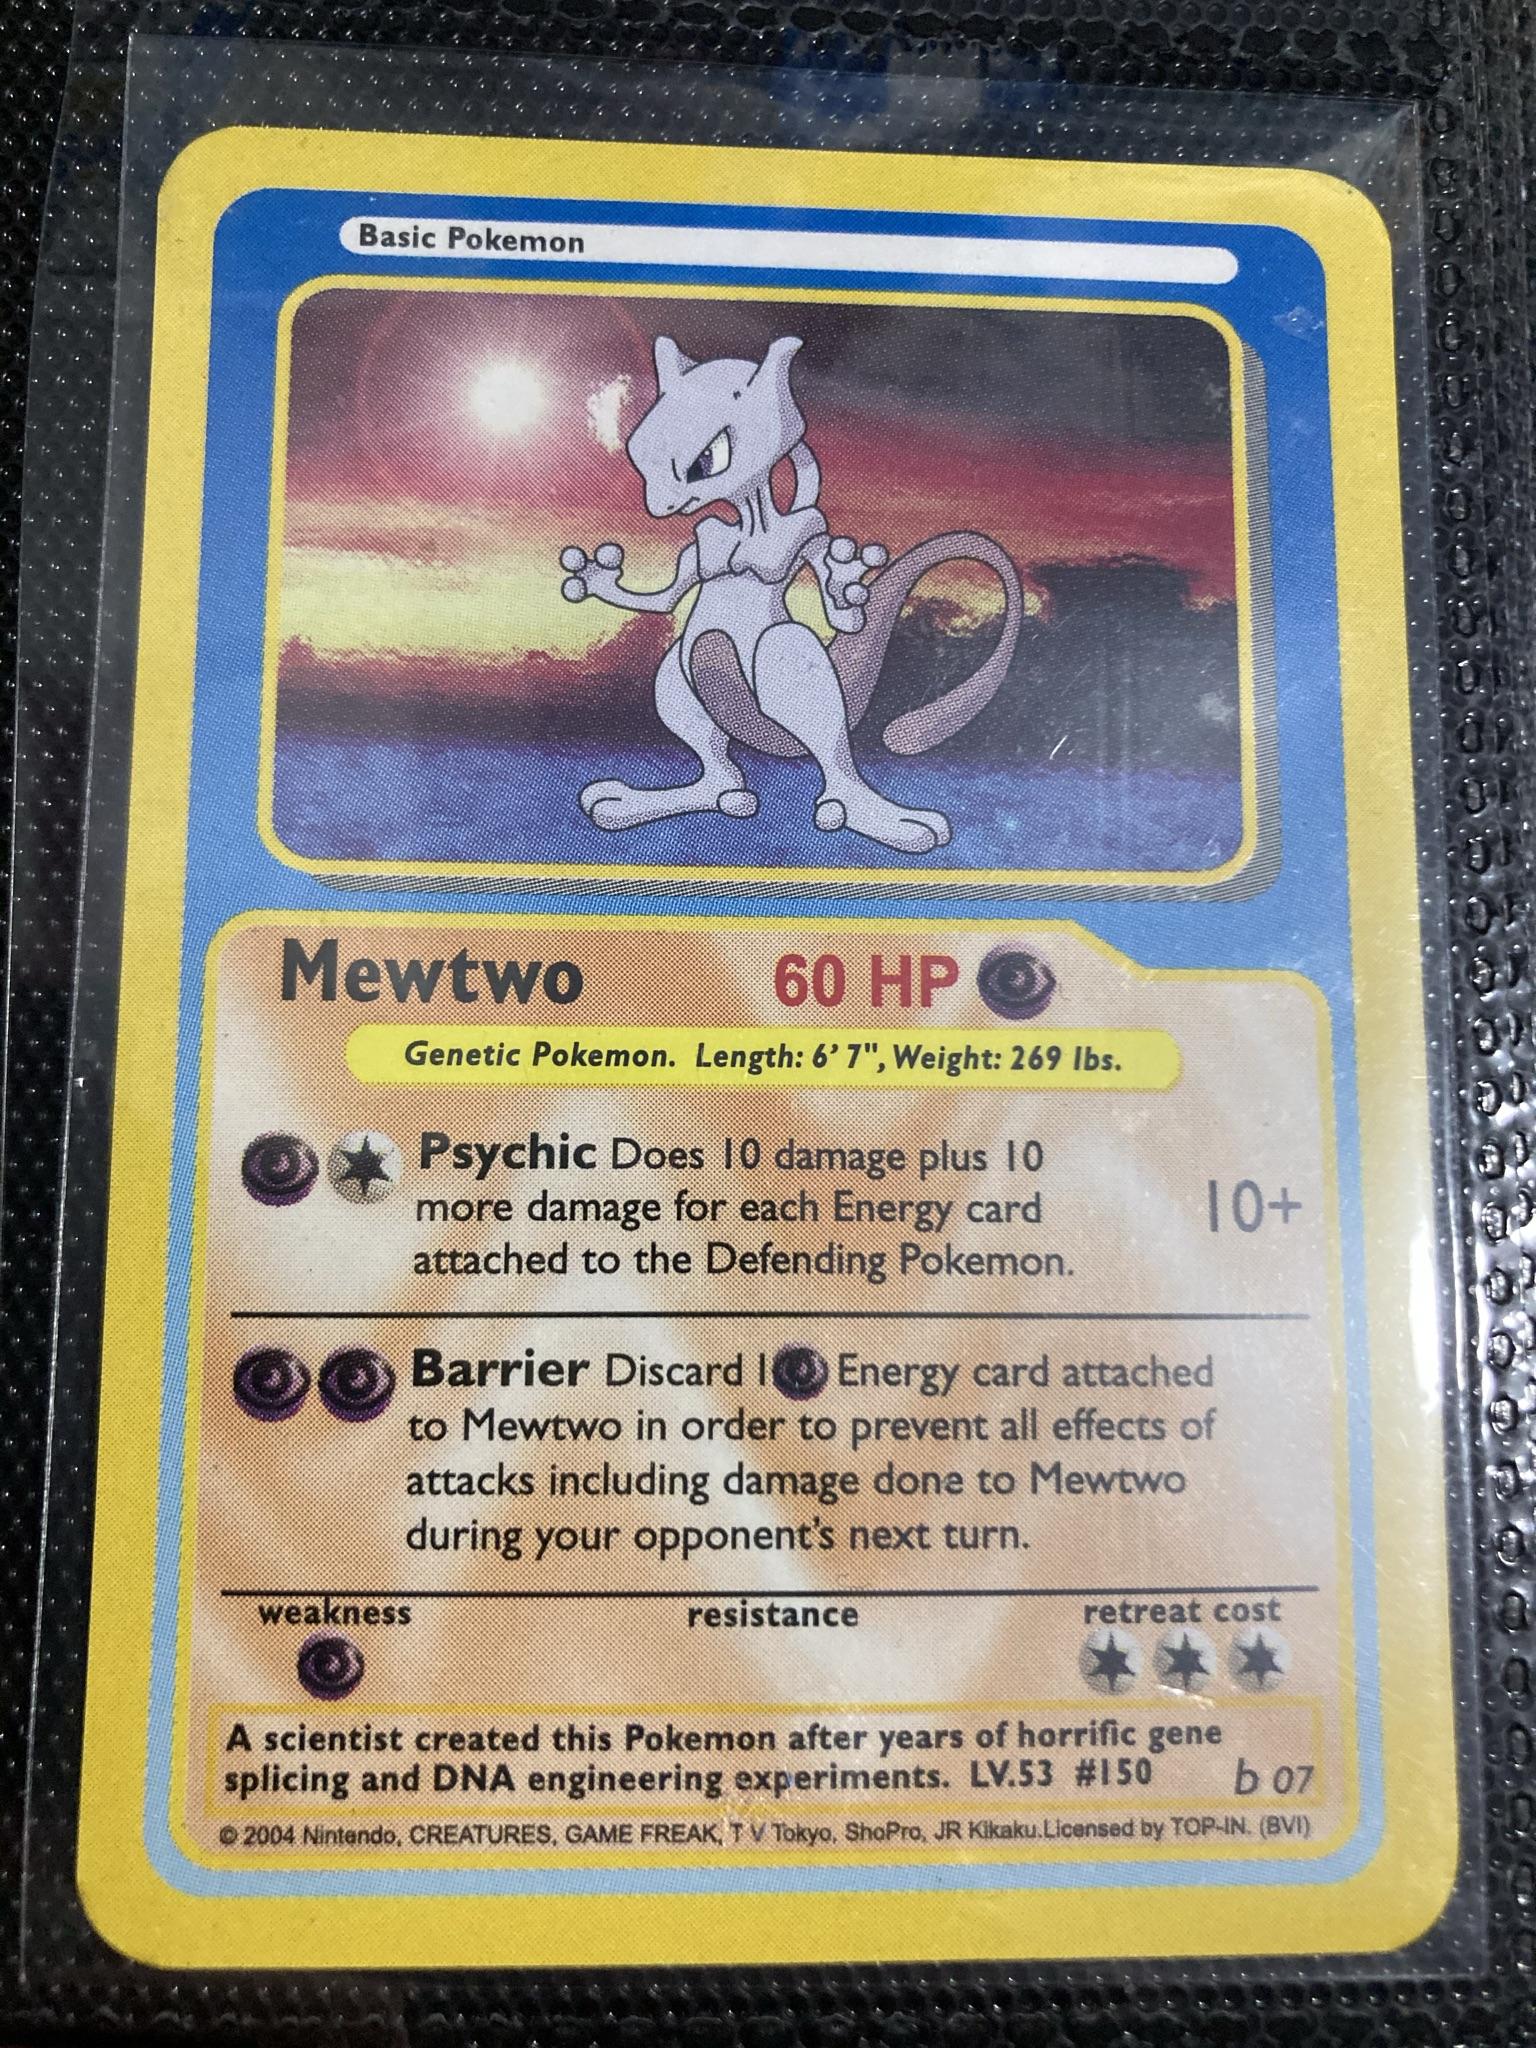 Basic Pokemon
Mewtwo 60 HP
Genetic Pokemon. Length: 6' 7", Weight: 269 lbs.
Psychic Does 10 damage plus 10
more damage for each Energy card
attached to the Defending Pokemon.
10+
Barrier Discard 1 Energy card attached
to Mewtwo in order to prevent all effects of
attacks including damage done to Mewtwo
during your opponent's next turn.
weakness resistance retreat cost
A scientist created this Pokemon after years of horrific gene
splicing and DNA engineering experiments. LV.53 #150 b 07
© 2004 Nintendo, CREATURES, GAME FREAK, T V Tokyo, ShoPro, JR Kikaku.Licensed by TOP-IN. (BVI)